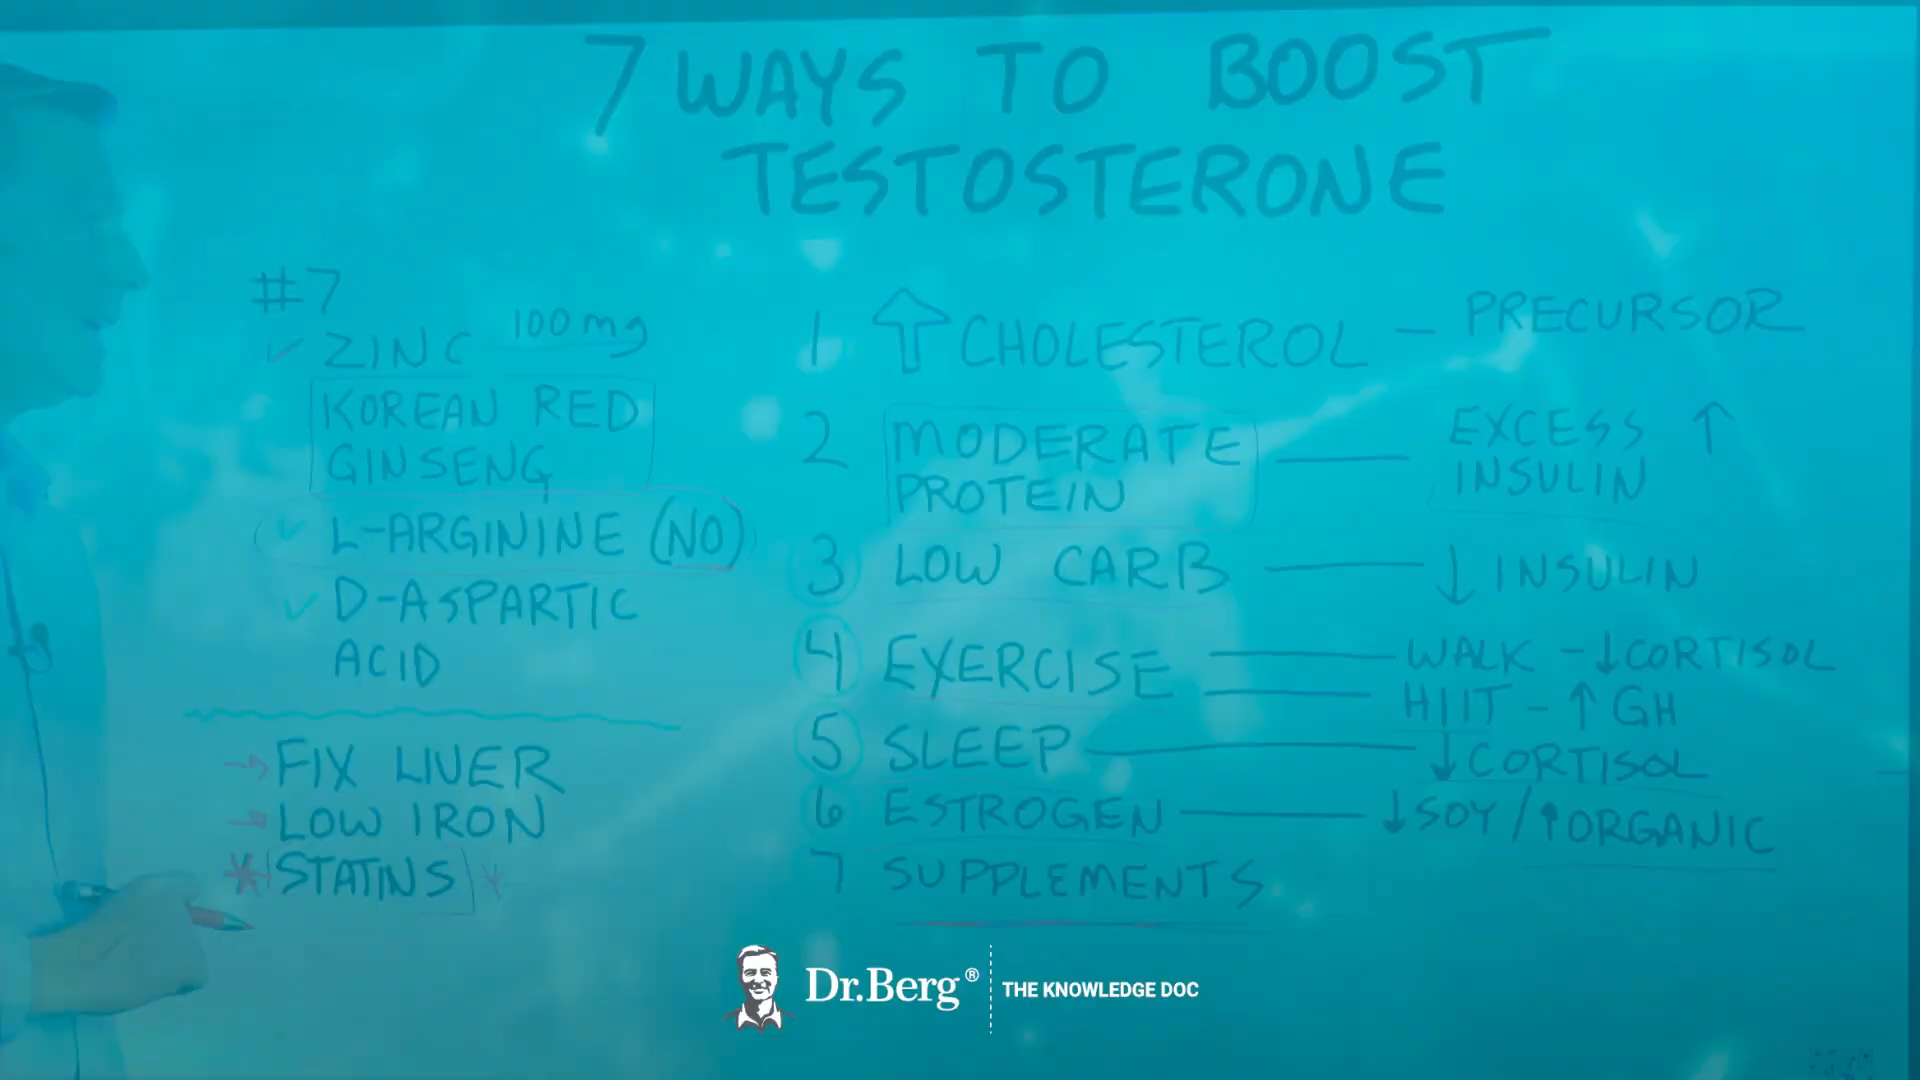 7 WAYS TO BOOST
TESTOSTERONE
#7
✓ ZINC 100mg
KOREAN RED
GINSENG
✓ L-ARGININE (NO)
✓ D-ASPARTIC
ACID
→ FIX LIVER
→ LOW IRON
* STATINS *
1 ↑ CHOLESTEROL – PRECURSOR
2 MODERATE PROTEIN — EXCESS ↑ INSULIN
3 LOW CARB — ↓ INSULIN
4 EXERCISE — WALK – ↓ CORTISOL
HIIT – ↑ GH
5 SLEEP — ↓ CORTISOL
6 ESTROGEN — ↓ SOY / ↑ ORGANIC
7 SUPPLEMENTS
Dr.Berg® THE KNOWLEDGE DOC